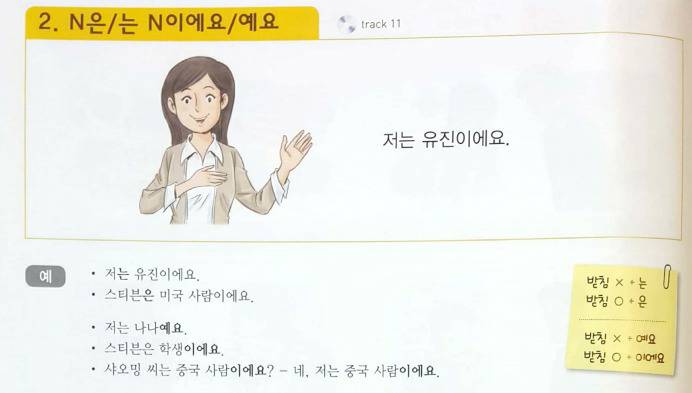 2. N은/는 N이에요/예요
track 11
저는 유진이에요.
예
• 저는 유진이에요.
• 스티븐은 미국 사람이에요.
• 저는 나나예요.
• 스티븐은 학생이에요.
• 샤오밍 씨는 중국 사람이에요? – 네, 저는 중국 사람이에요.
받침 × + 는
받침 ○ + 은
받침 × + 예요
받침 ○ + 이에요